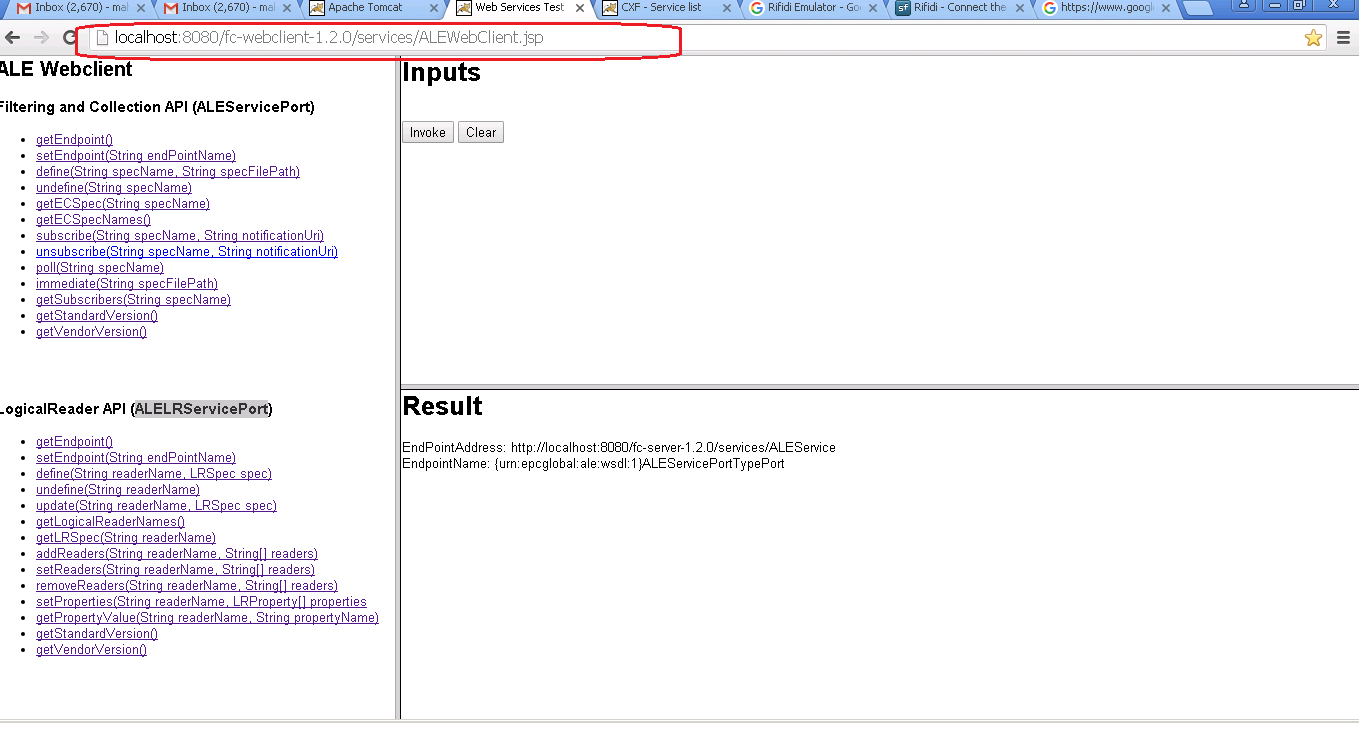 Inbox (2,670) - mal
Inbox (2,670) - mal
Apache Tomcat
Web Services Test
CXF - Service list
Rifidi Emulator - Goo
Rifidi - Connect the
https://www.googl
localhost:8080/fc-webclient-1.2.0/services/ALEWebClient.jsp
ALE Webclient
Filtering and Collection API (ALEServicePort)
getEndpoint()
setEndpoint(String endPointName)
define(String specName, String specFilePath)
undefine(String specName)
getECSpec(String specName)
getECSpecNames()
subscribe(String specName, String notificationUri)
unsubscribe(String specName, String notificationUri)
poll(String specName)
immediate(String specFilePath)
getSubscribers(String specName)
getStandardVersion()
getVendorVersion()
LogicalReader API (ALELRServicePort)
getEndpoint()
setEndpoint(String endPointName)
define(String readerName, LRSpec spec)
undefine(String readerName)
update(String readerName, LRSpec spec)
getLogicalReaderNames()
getLRSpec(String readerName)
addReaders(String readerName, String[] readers)
setReaders(String readerName, String[] readers)
removeReaders(String readerName, String[] readers)
setProperties(String readerName, LRProperty[] properties
getPropertyValue(String readerName, String propertyName)
getStandardVersion()
getVendorVersion()
Inputs
Invoke Clear
Result
EndPointAddress: http://localhost:8080/fc-server-1.2.0/services/ALEService
EndpointName: {urn:epcglobal:ale:wsdl:1}ALEServicePortTypePort